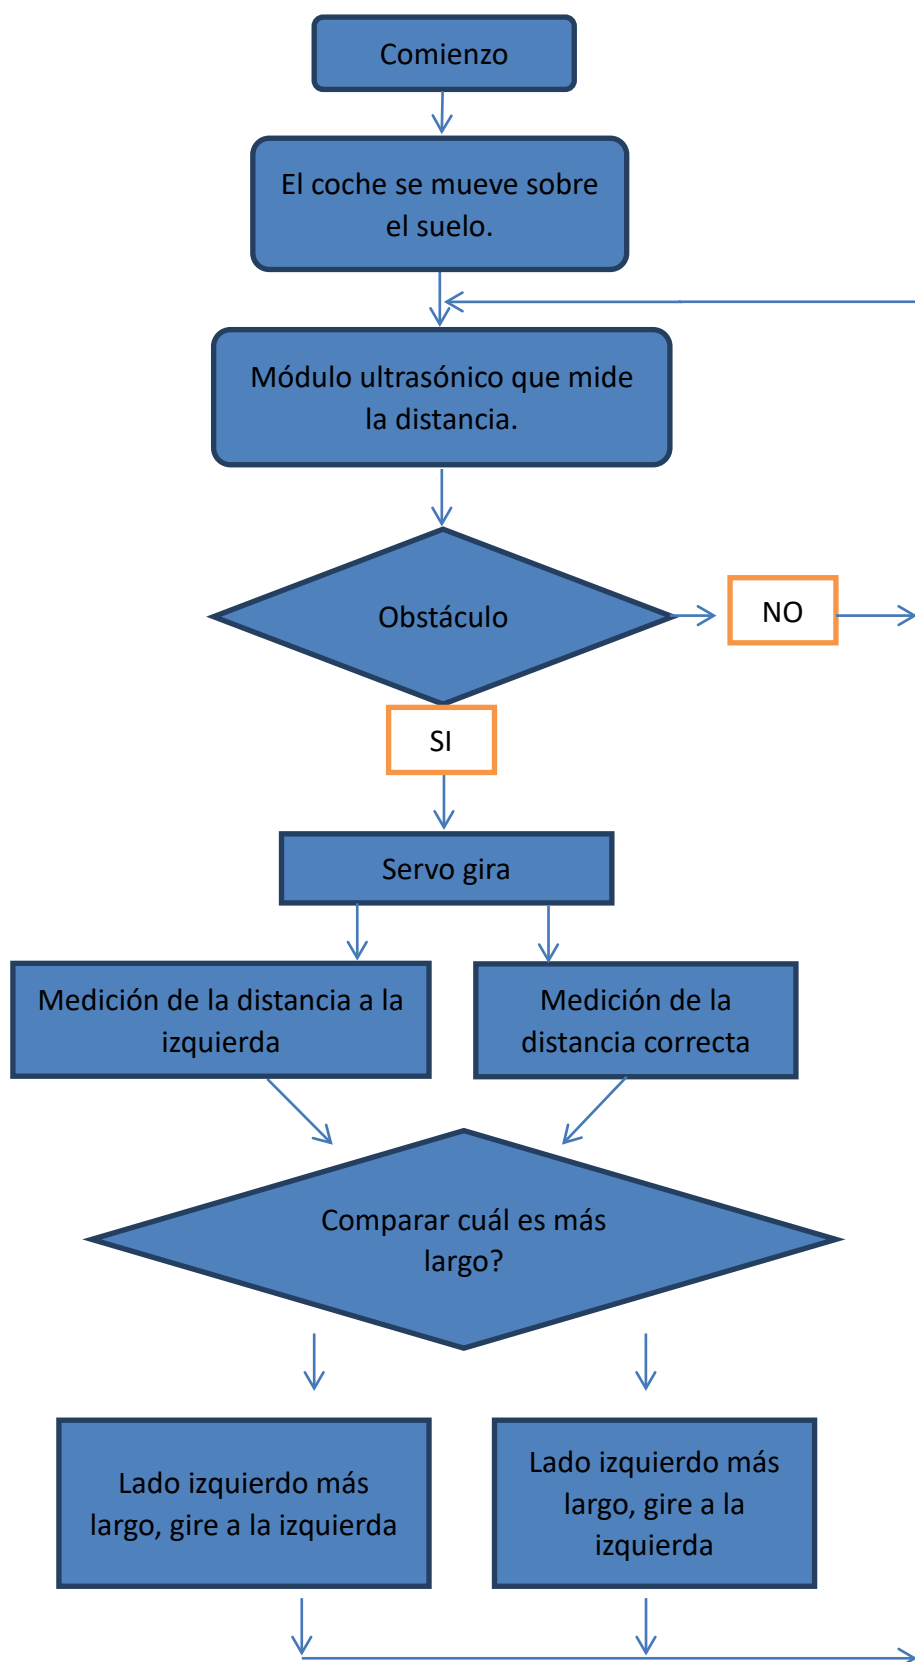 Comienzo
El coche se mueve sobre
el suelo.
Módulo ultrasónico que mide
la distancia.
Obstáculo
NO
SI
Servo gira
Medición de la distancia a la
izquierda
Medición de la
distancia correcta
Comparar cuál es más
largo?
Lado izquierdo más
largo, gire a la izquierda
Lado izquierdo más
largo, gire a la
izquierda